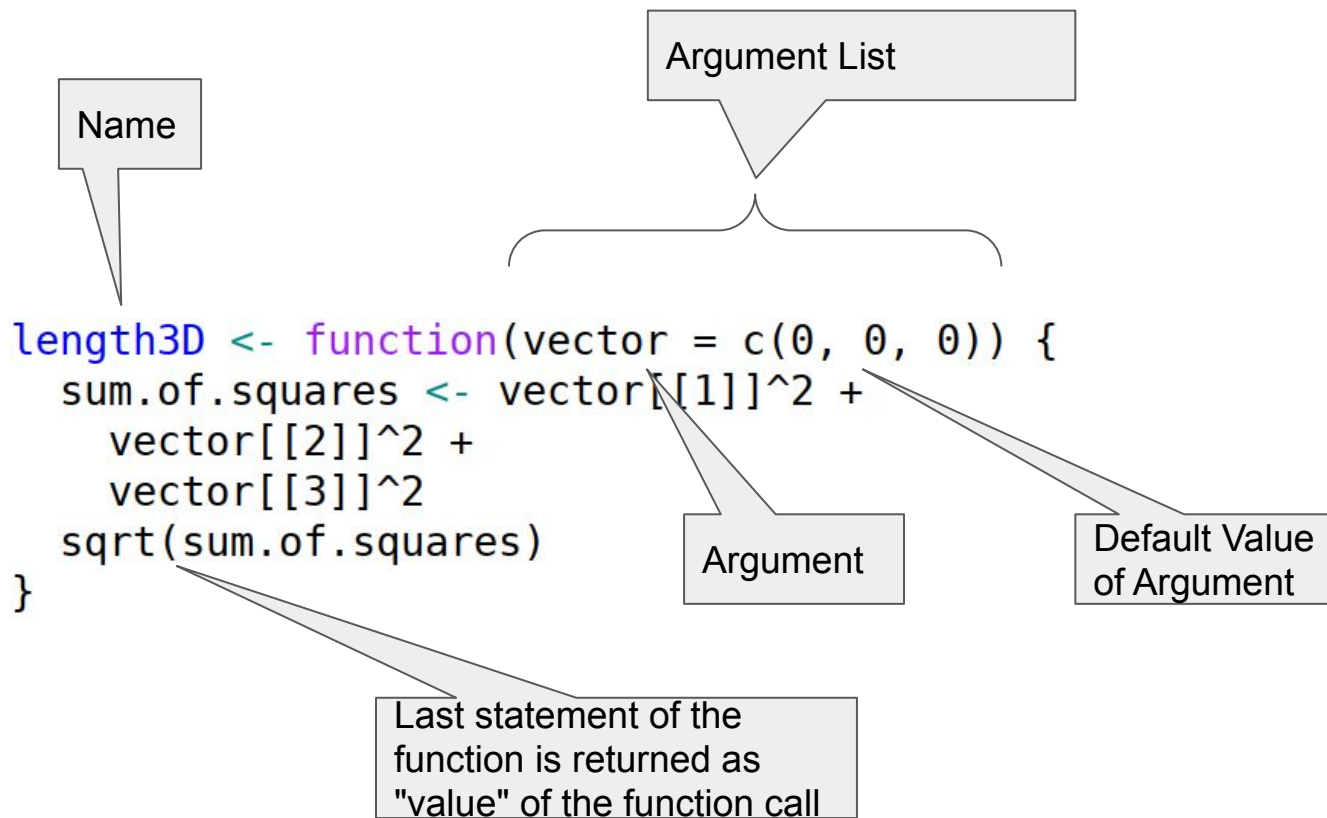 Argument List
Name
length3D <- function(vector = c(0, 0, 0)) {
  sum.of.squares <- vector[[1]]^2 +
    vector[[2]]^2 +
    vector[[3]]^2
  sqrt(sum.of.squares)
}
Argument
Default Value
of Argument
Last statement of the
function is returned as
"value" of the function call